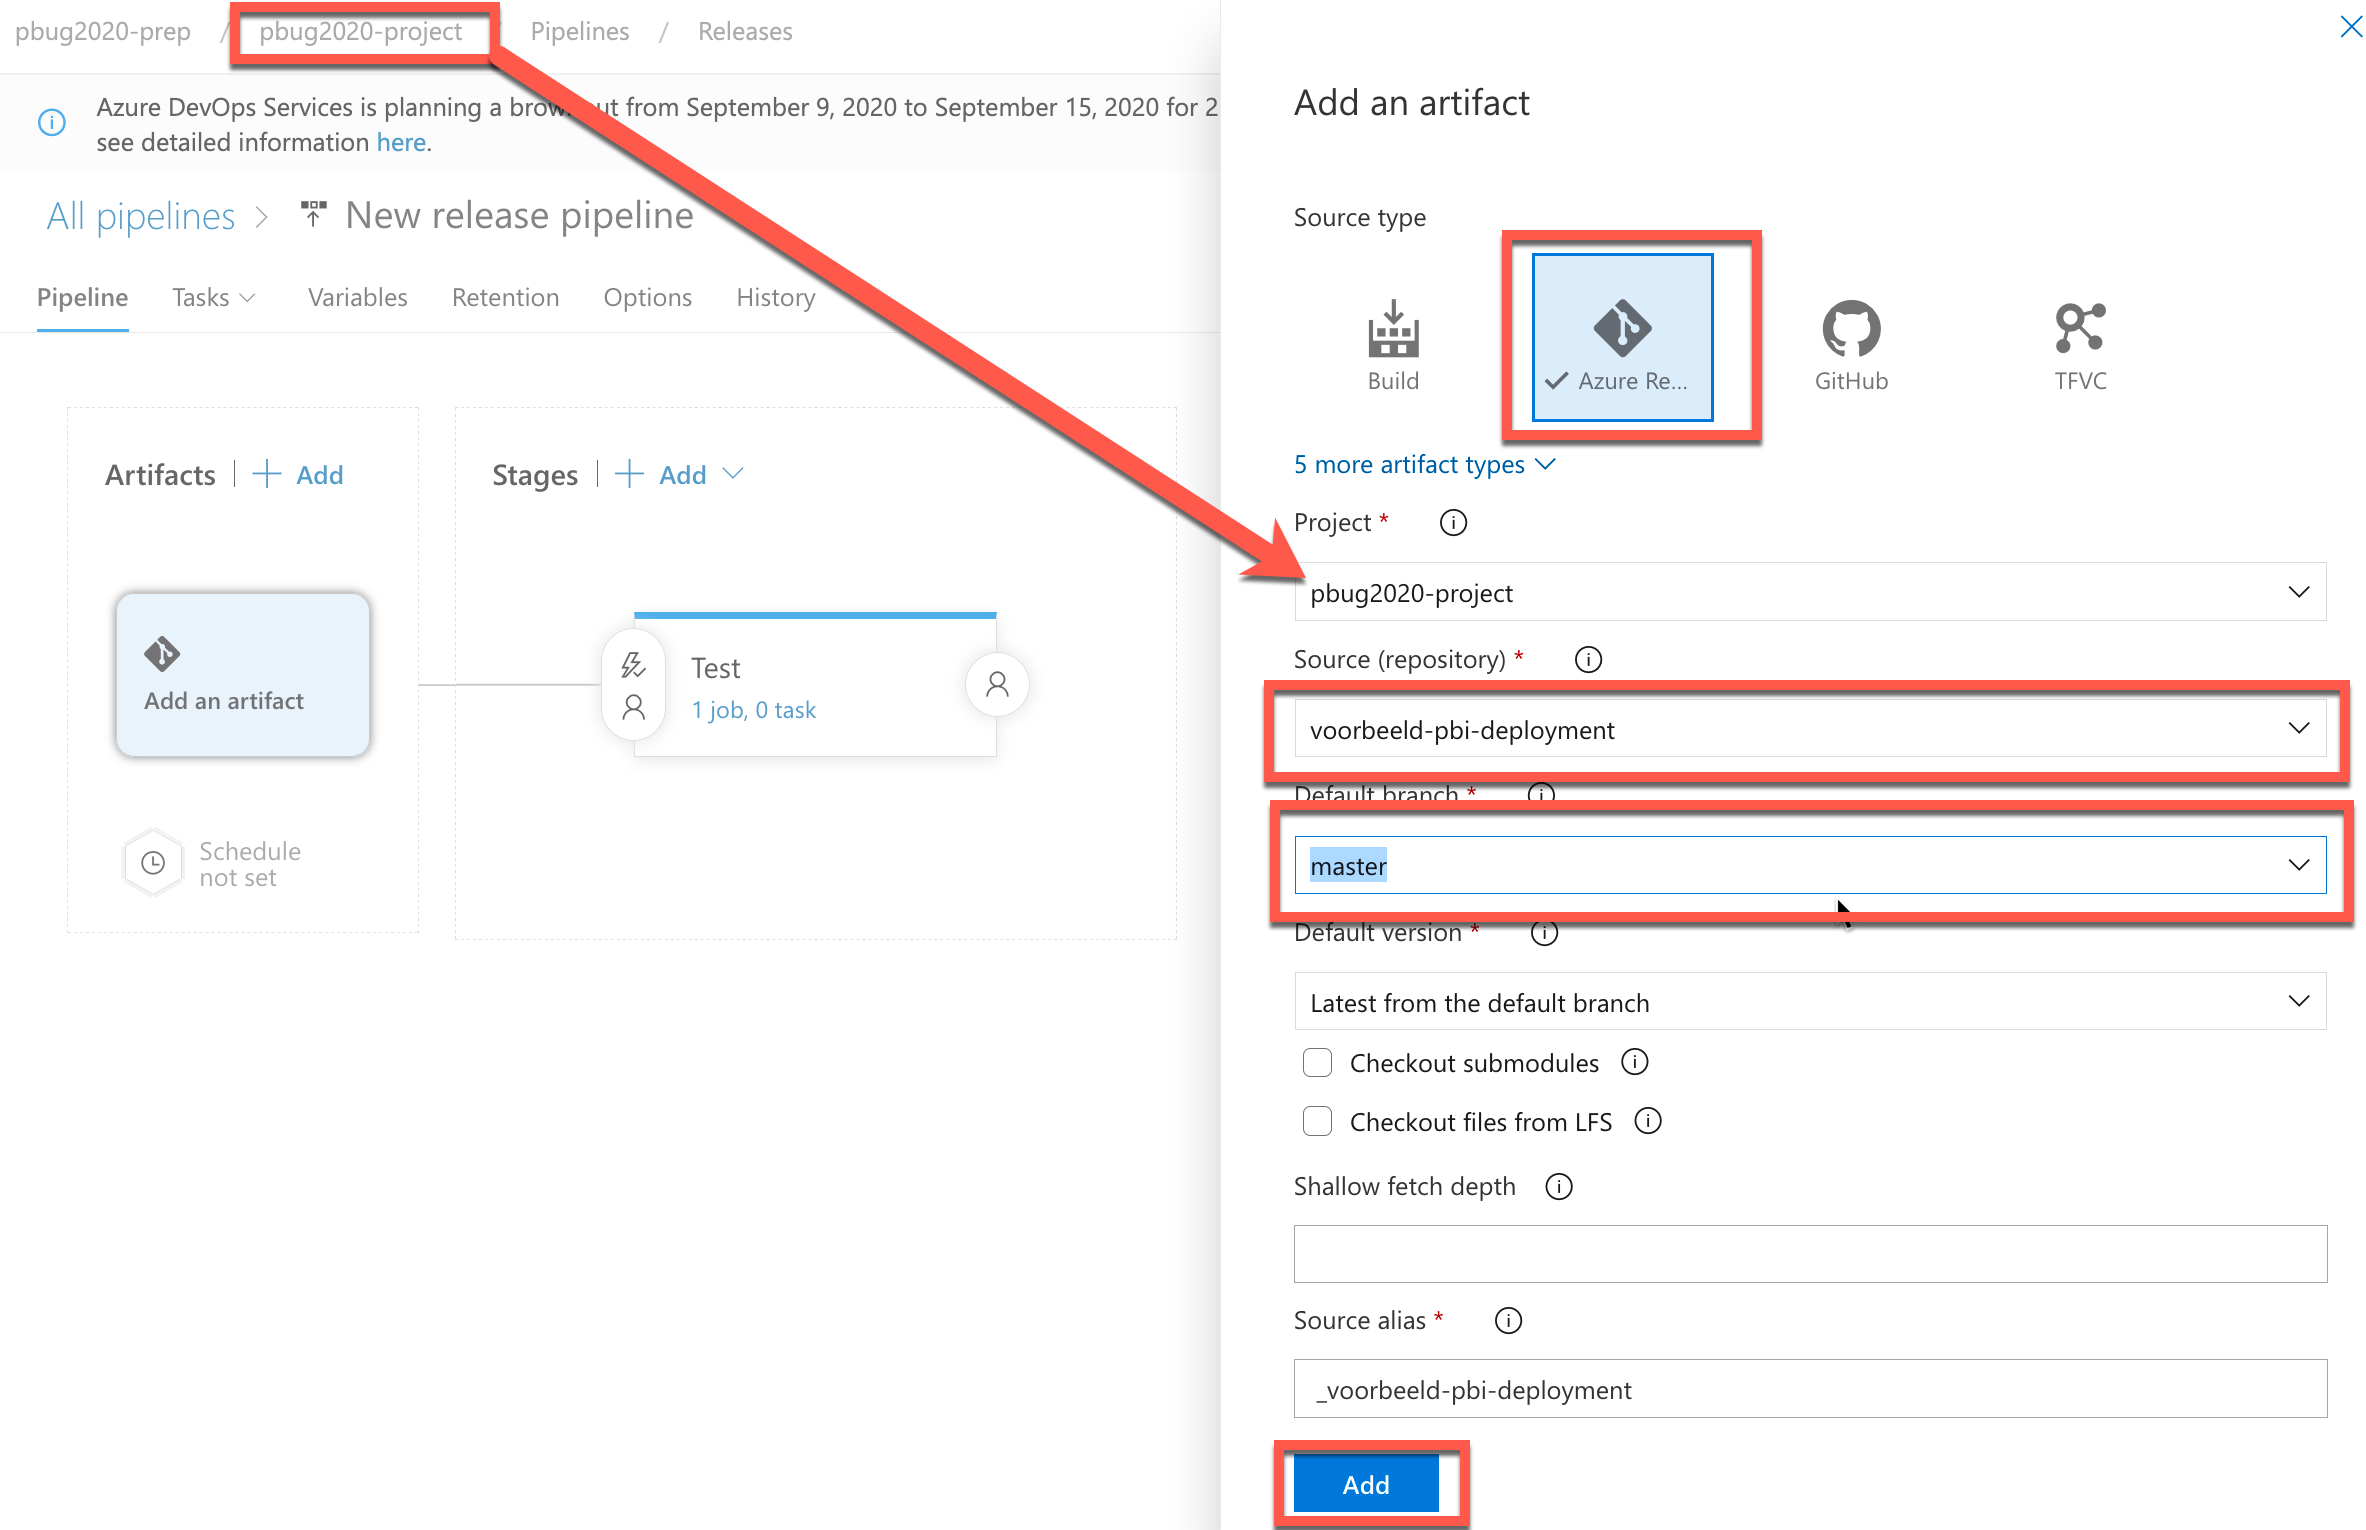 pbug2020-prep / pbug2020-project / Pipelines / Releases
Azure DevOps Services is planning a brownout from September 9, 2020 to September 15, 2020 for 2
see detailed information here.
All pipelines > New release pipeline
Pipeline Tasks Variables Retention Options History
Artifacts | + Add
Stages | + Add
Add an artifact
Schedule
not set
Test
1 job, 0 task
Add an artifact
Source type
Build
Azure Re...
GitHub
TFVC
5 more artifact types
Project *
pbug2020-project
Source (repository) *
voorbeeld-pbi-deployment
Default branch *
master
Default version *
Latest from the default branch
Checkout submodules
Checkout files from LFS
Shallow fetch depth
Source alias *
_voorbeeld-pbi-deployment
Add